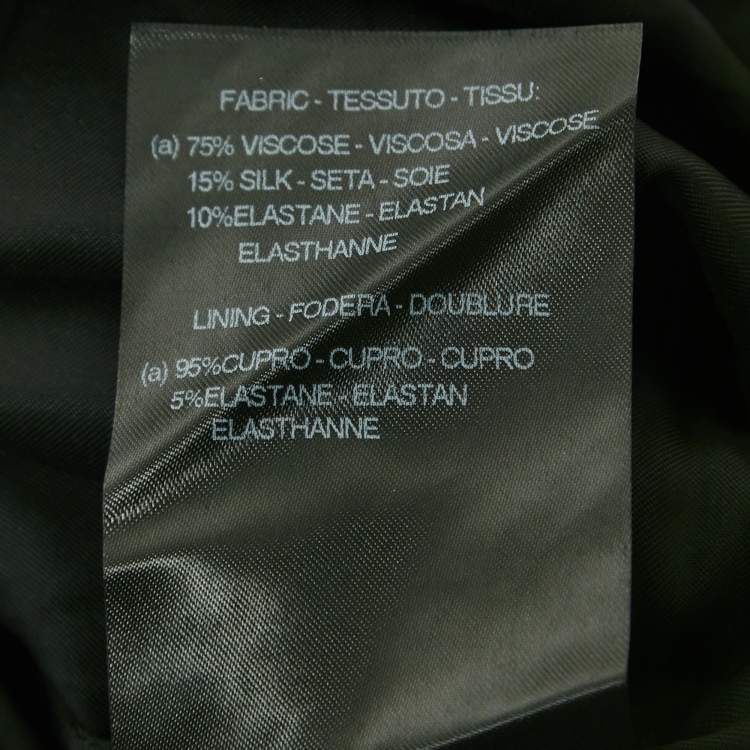 FABRIC - TESSUTO - TISSU:
(a) 75% VISCOSE - VISCOSA - VISCOSE
15% SILK - SETA - SOIE
10%ELASTANE - ELASTAN
ELASTHANNE
LINING - FODERA - DOUBLURE
(a) 95%CUPRO - CUPRO - CUPRO
5%ELASTANE - ELASTAN
ELASTHANNE